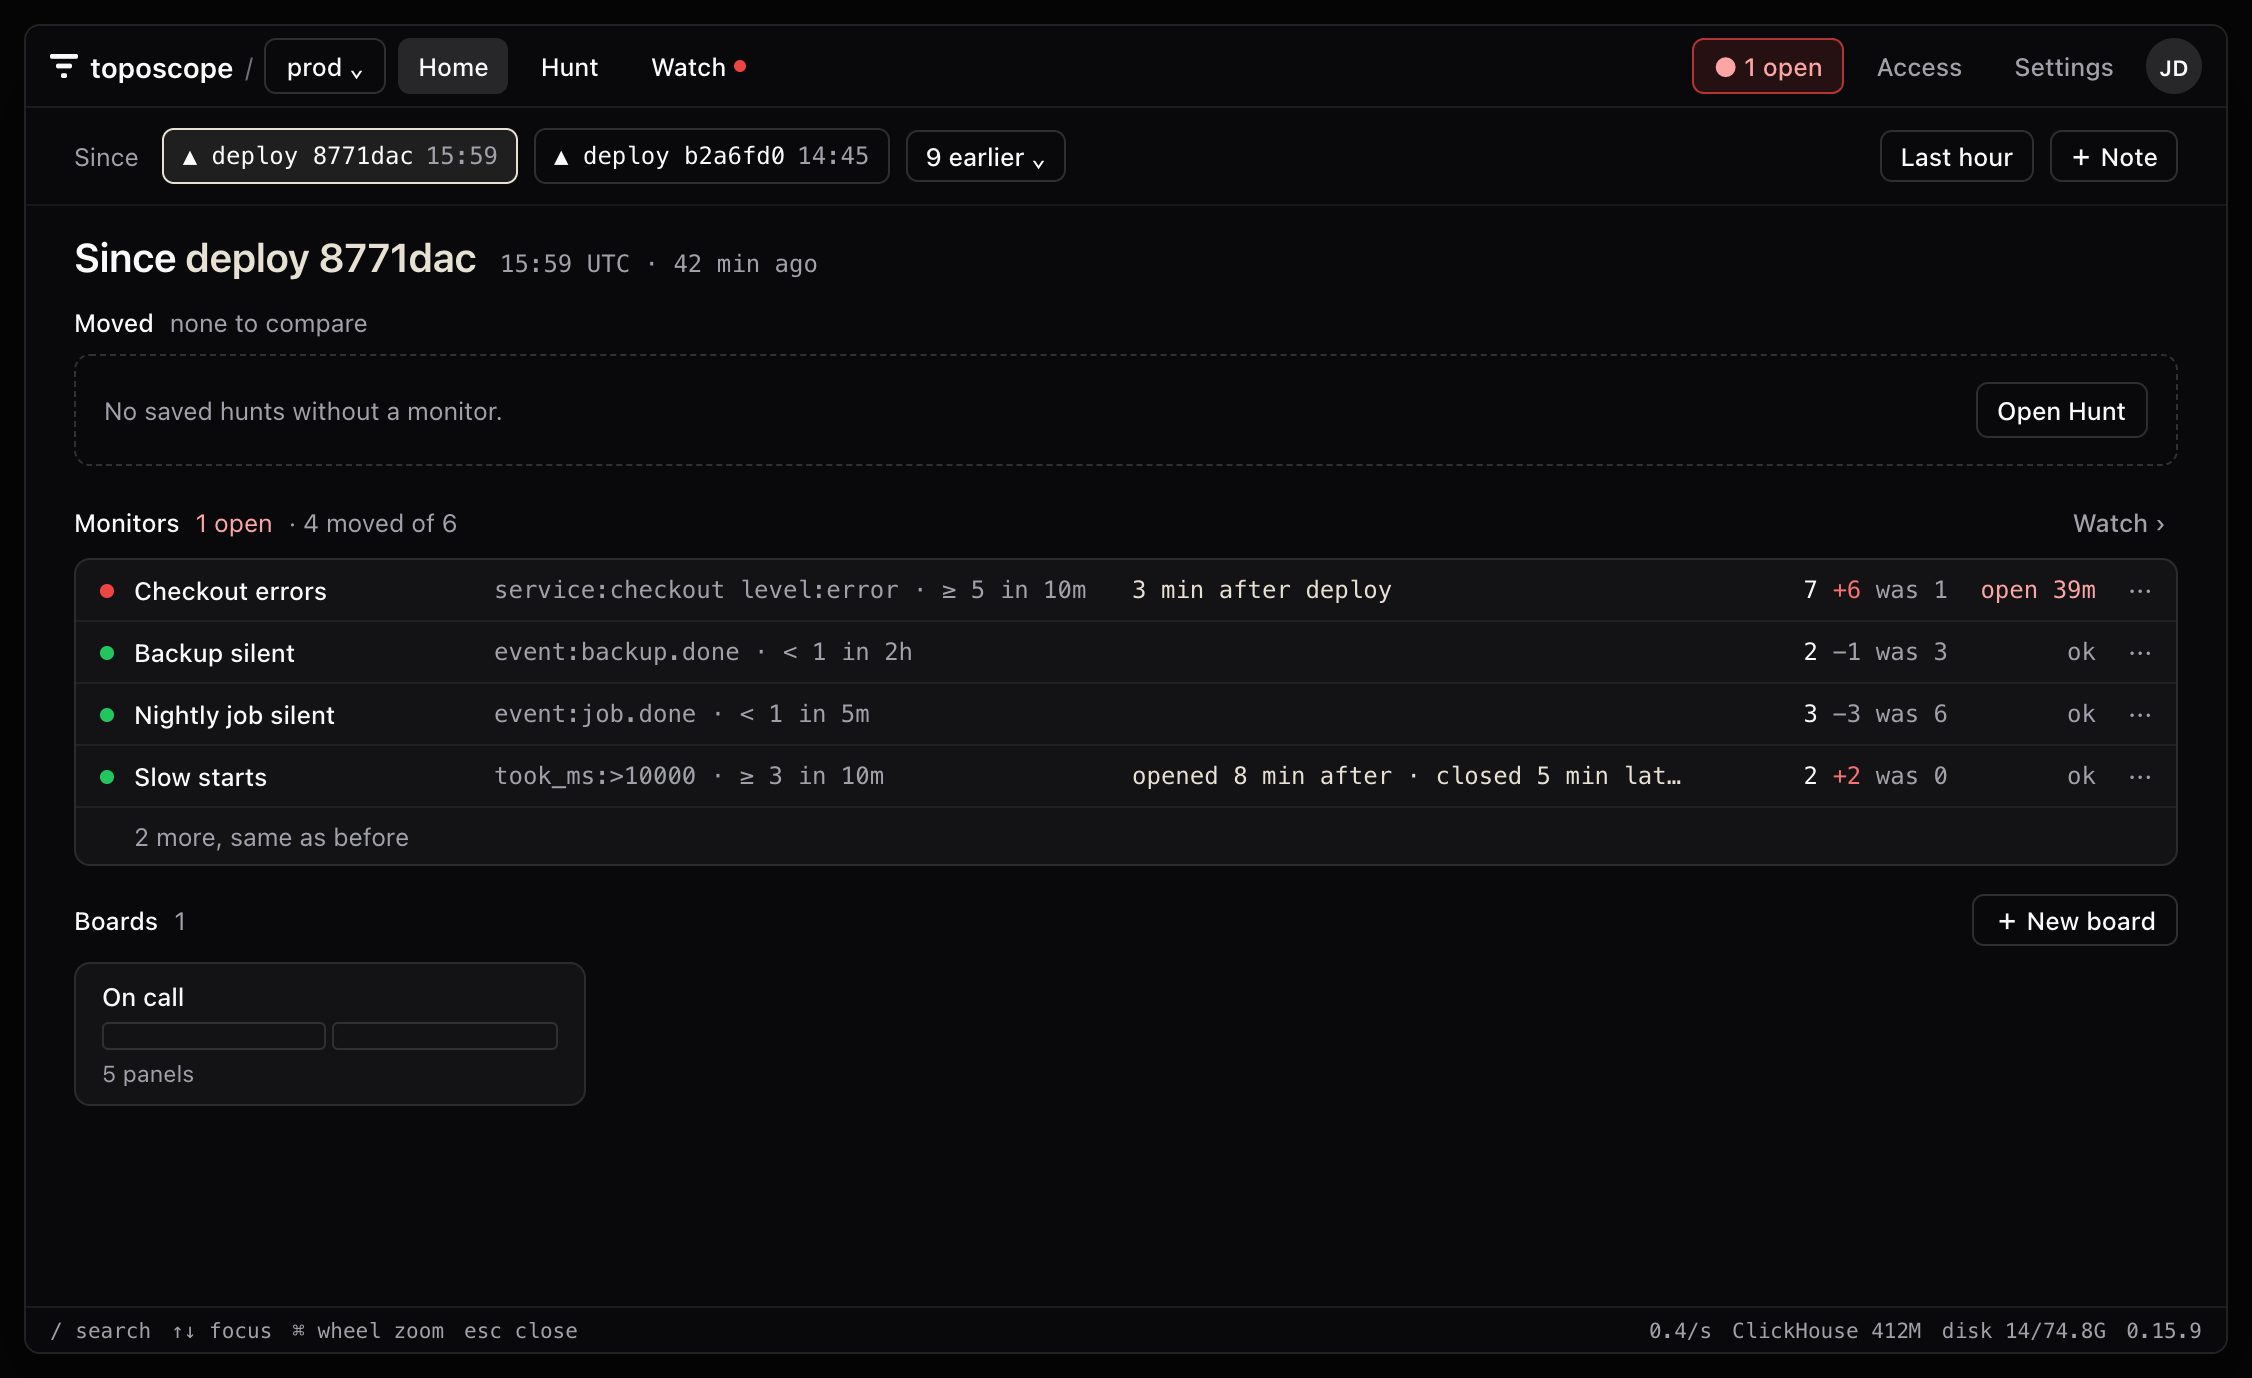 toposcope / prod Home Hunt Watch 1 open Access Settings JD
Since ▲ deploy 8771dac 15:59 ▲ deploy b2a6fd0 14:45 9 earlier Last hour + Note
Since deploy 8771dac 15:59 UTC · 42 min ago
Moved none to compare
No saved hunts without a monitor. Open Hunt
Monitors 1 open · 4 moved of 6 Watch ›
Checkout errors service:checkout level:error · ≥ 5 in 10m 3 min after deploy 7 +6 was 1 open 39m ···
Backup silent event:backup.done · < 1 in 2h 2 −1 was 3 ok ···
Nightly job silent event:job.done · < 1 in 5m 3 −3 was 6 ok ···
Slow starts took_ms:>10000 · ≥ 3 in 10m opened 8 min after · closed 5 min lat… 2 +2 was 0 ok ···
2 more, same as before
Boards 1 + New board
On call
5 panels
/ search ↑↓ focus ⌘ wheel zoom esc close 0.4/s ClickHouse 412M disk 14/74.8G 0.15.9